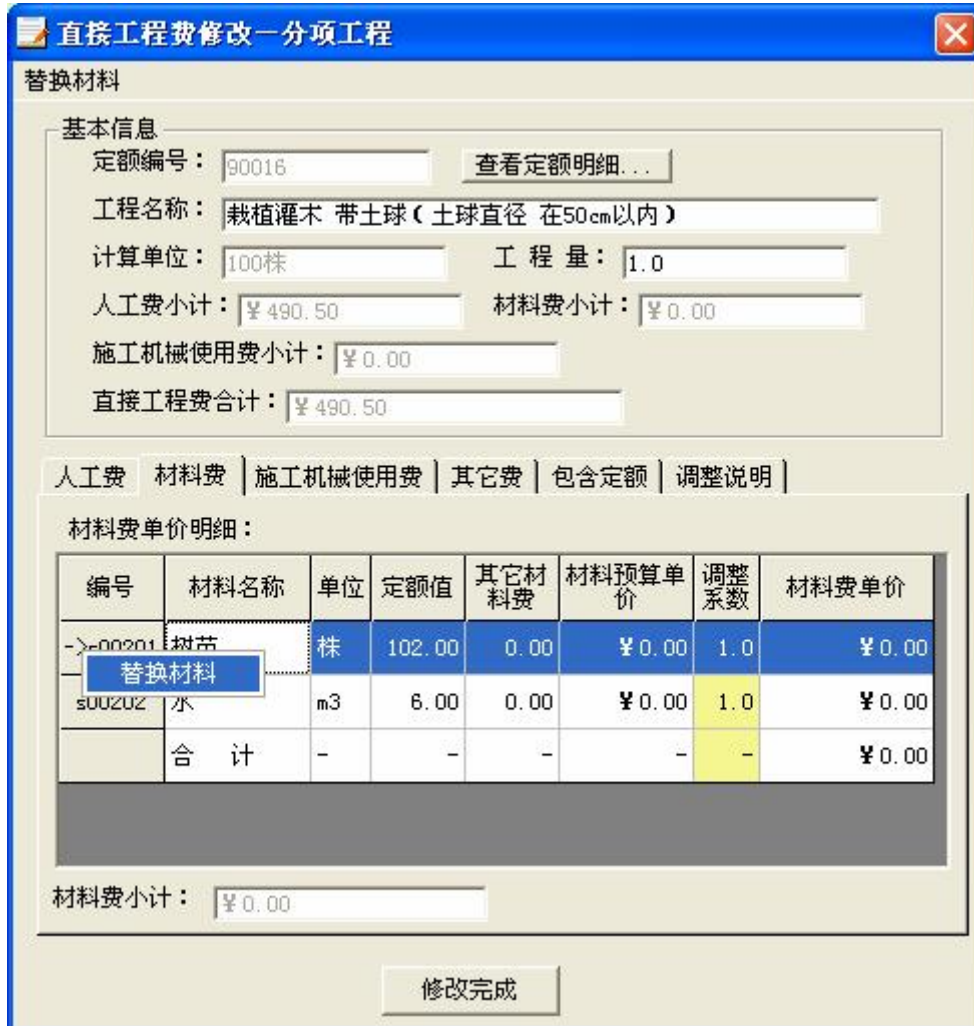 直接工程费修改—分项工程
替换材料
基本信息
定额编号： 90016 查看定额明细...
工程名称： 栽植灌木 带土球(土球直径 在50cm以内)
计算单位： 100株 工 程 量： 1.0
人工费小计： ¥490.50 材料费小计： ¥0.00
施工机械使用费小计： ¥0.00
直接工程费合计： ¥490.50
人工费 材料费 施工机械使用费 其它费 包含定额 调整说明
材料费单价明细：
编号 材料名称 单位 定额值 其它材料费 材料预算单价 调整系数 材料费单价
->s00201 树苗 株 102.00 0.00 ¥0.00 1.0 ¥0.00
替换材料
s00202 水 m3 6.00 0.00 ¥0.00 1.0 ¥0.00
合 计 - - - - - ¥0.00
材料费小计： ¥0.00
修改完成